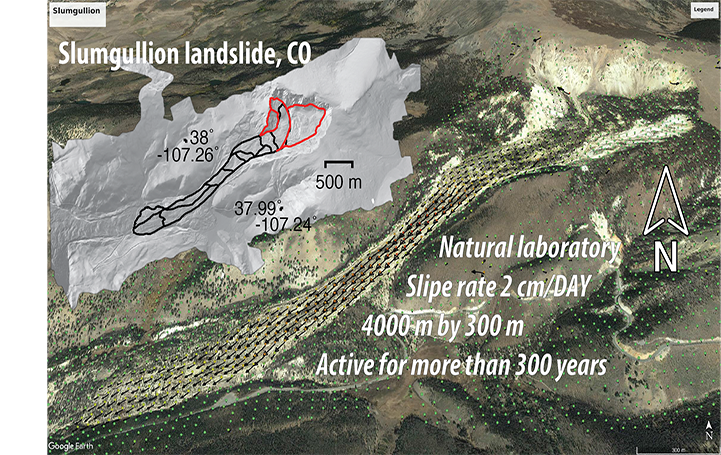 Slumgullion
Legend
Slumgullion landslide, CO
38°
-107.26°
500 m
37.99°
-107.24°
N
Natural laboratory
Slipe rate 2 cm/DAY
4000 m by 300 m
Active for more than 300 years
Google Earth
N
300 m